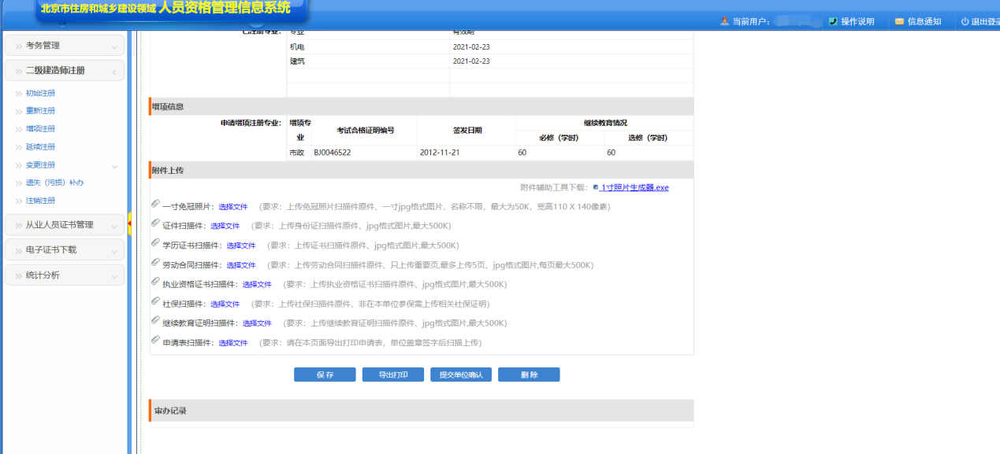 北京市住房和城乡建设领域 人员资格管理信息系统
当前用户： 操作说明 信息通知 退出登录
考务管理
二级建造师注册
初始注册
重新注册
增项注册
延续注册
变更注册
遗失（污损）补办
注销注册
从业人员证书管理
电子证书下载
统计分析
已注册专业： 专业 有效期
机电 2021-02-23
建筑 2021-02-23
增项信息
申请增项注册专业： 增项专业 考试合格证明编号 签发日期 继续教育情况
必修（学时） 选修（学时）
市政 BJ0046522 2012-11-21 60 60
附件上传
附件辅助工具下载： 1寸照片生成器.exe
一寸免冠照片：选择文件 （要求：上传免冠照片扫描件原件、一寸jpg格式图片，名称不限，最大为50K，宽高110 X 140像素）
证件扫描件：选择文件 （要求：上传身份证扫描件原件、jpg格式图片,最大500K）
学历证书扫描件：选择文件 （要求：上传证书扫描件原件、jpg格式图片,最大500K）
劳动合同扫描件：选择文件 （要求：上传劳动合同扫描件原件、只上传重要页,最多上传5页、jpg格式图片,每页最大500K）
执业资格证书扫描件：选择文件 （要求：上传执业资格证书扫描件原件、jpg格式图片,最大500K）
社保扫描件：选择文件 （要求：上传社保扫描件原件、非在本单位参保需上传相关社保证明）
继续教育证明扫描件：选择文件 （要求：上传继续教育证明扫描件原件、jpg格式图片,最大500K）
申请表扫描件：选择文件 （要求：请在本页面导出打印申请表，单位盖章签字后扫描上传）
保 存 导出打印 提交单位确认 删 除
审办记录